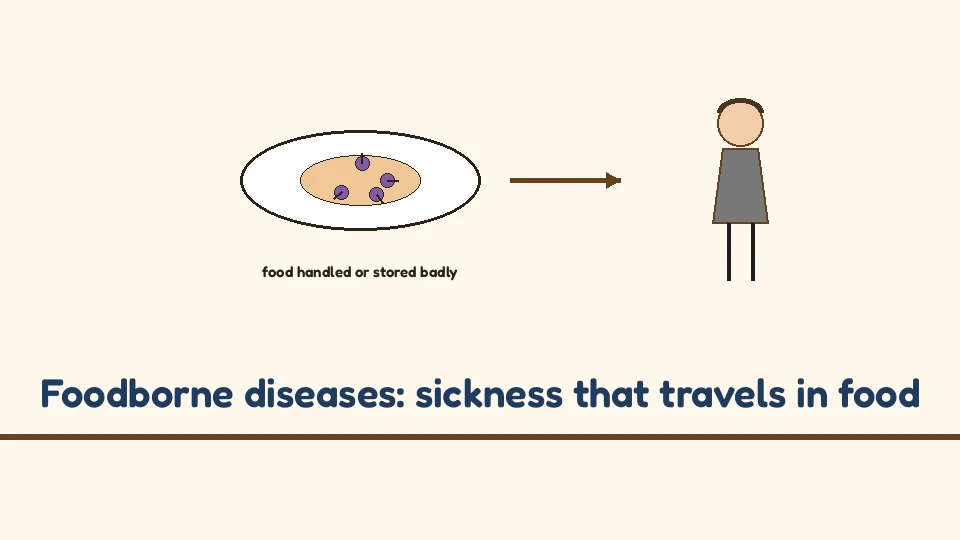 food handled or stored badly
Foodborne diseases: sickness that travels in food